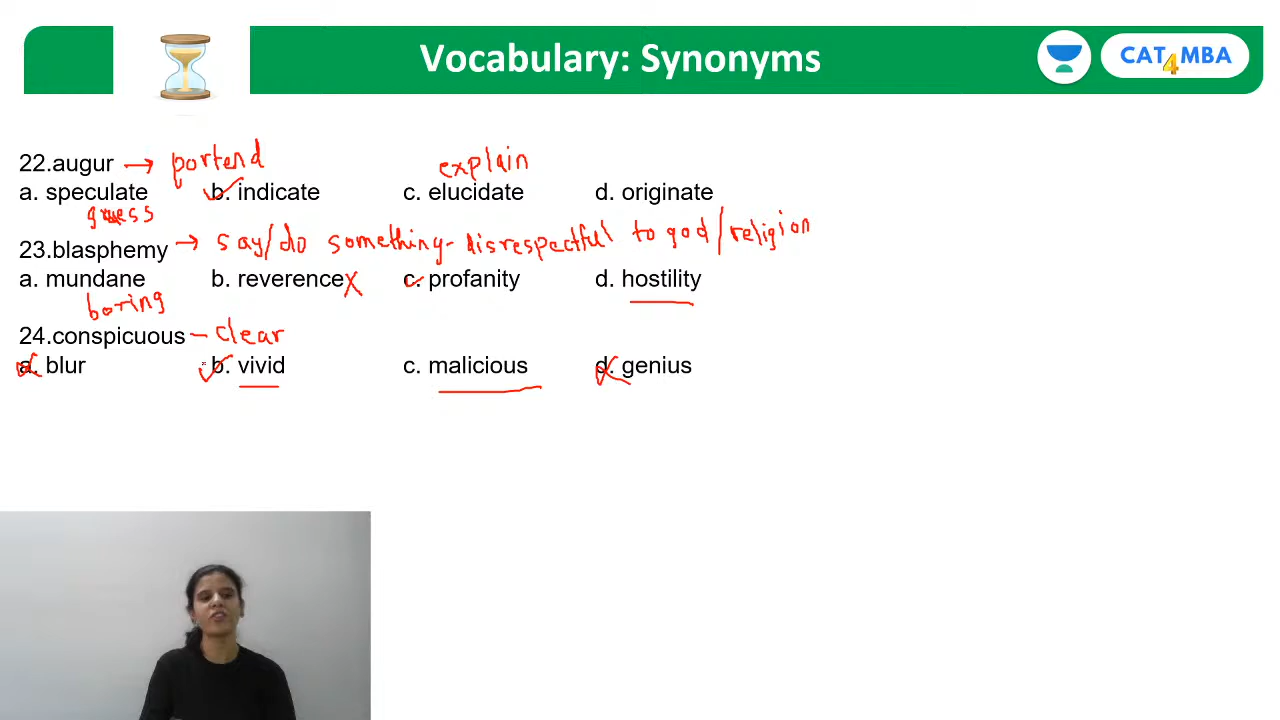 Vocabulary: Synonyms
CAT4MBA
22.augur → portend
explain
a. speculate b. indicate c. elucidate d. originate
guess
23.blasphemy → say/do something-disrespectful to god/religion
a. mundane b. reverence c. profanity d. hostility
boring
24.conspicuous – clear
a. blur b. vivid c. malicious d. genius